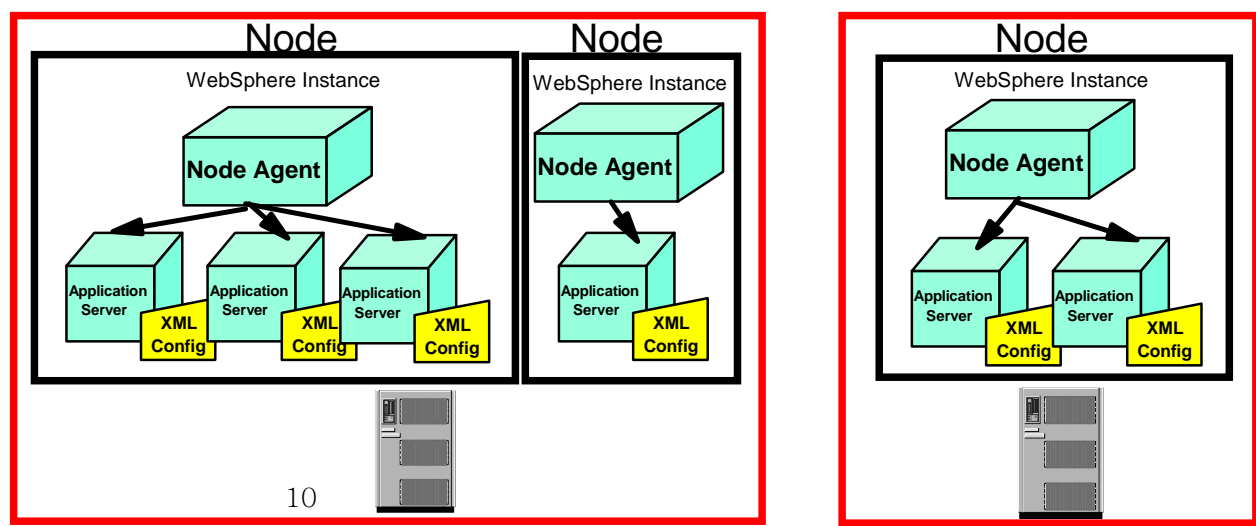 Node
WebSphere Instance
Node Agent
Application
Server
XML
Config
Application
Server
XML
Config
Application
Server
XML
Config
Node
WebSphere Instance
Node Agent
Application
Server
XML
Config
10
Node
WebSphere Instance
Node Agent
Application
Server
XML
Config
Application
Server
XML
Config